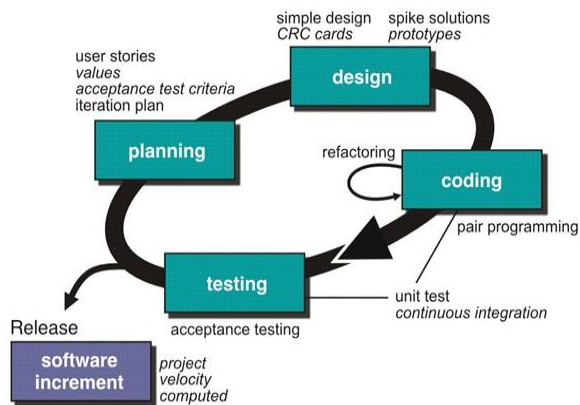 simple design
CRC cards
spike solutions
prototypes
user stories
values
acceptance test criteria
iteration plan
design
planning
refactoring
coding
pair programming
testing
unit test
continuous integration
acceptance testing
Release
software
increment
project
velocity
computed